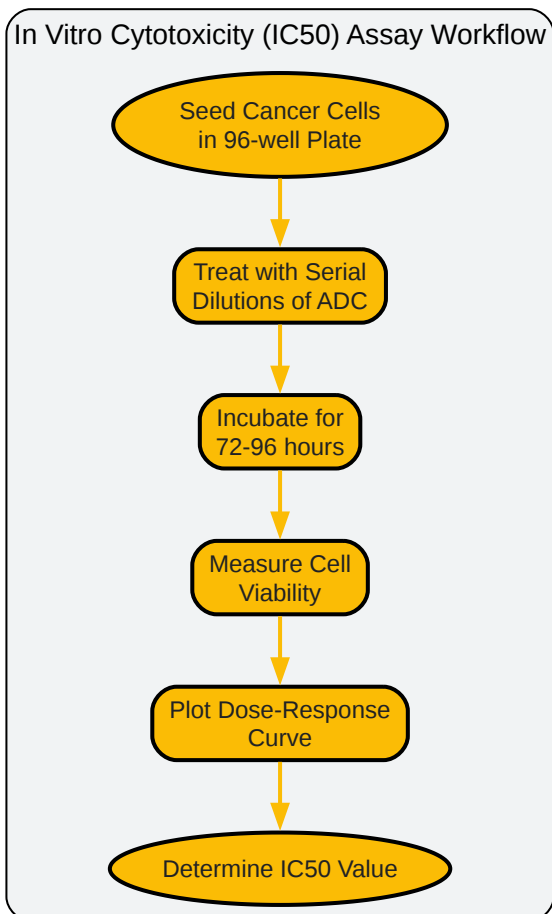 In Vitro Cytotoxicity (IC50) Assay Workflow
Seed Cancer Cells
in 96-well Plate
Treat with Serial
Dilutions of ADC
Incubate for
72-96 hours
Measure Cell
Viability
Plot Dose-Response
Curve
Determine IC50 Value